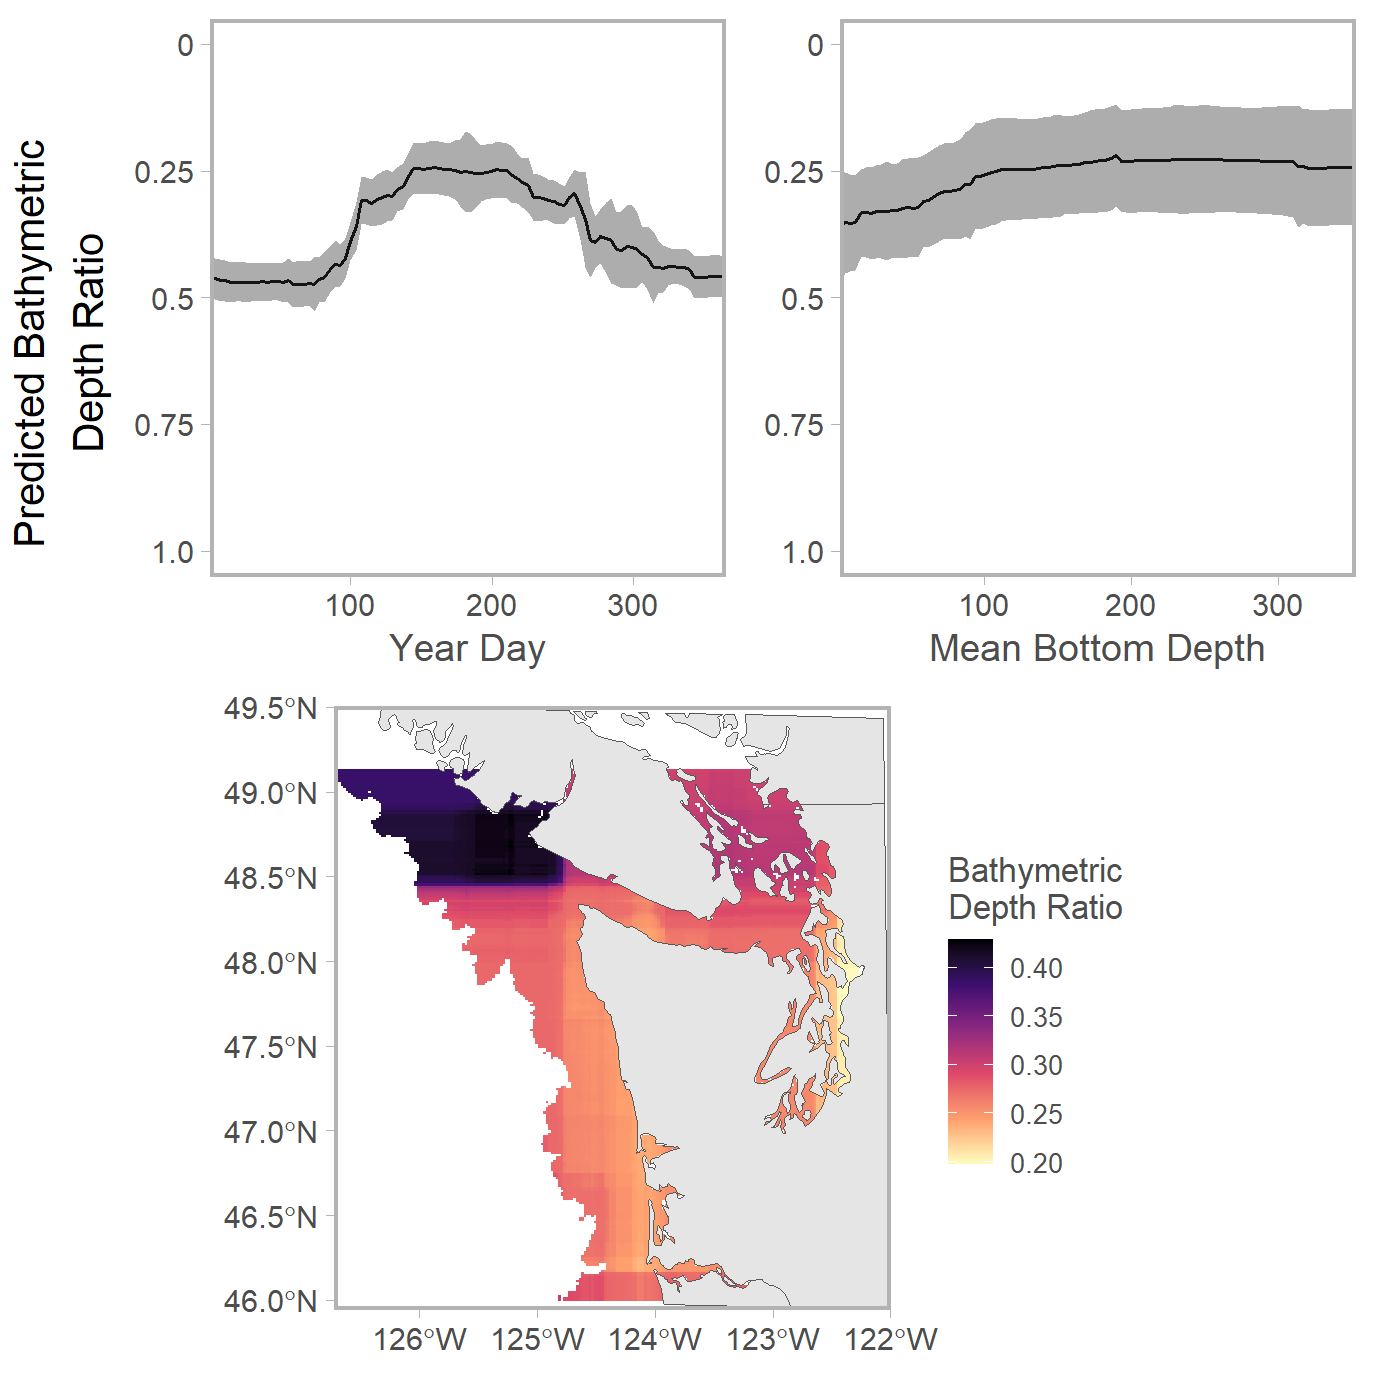 Predicted Bathymetric
Depth Ratio
0
0.25
0.5
0.75
1.0
100 200 300
Year Day
0
0.25
0.5
0.75
1.0
100 200 300
Mean Bottom Depth
49.5°N
49.0°N
48.5°N
48.0°N
47.5°N
47.0°N
46.5°N
46.0°N
126°W 125°W 124°W 123°W 122°W
Bathymetric
Depth Ratio
0.40
0.35
0.30
0.25
0.20